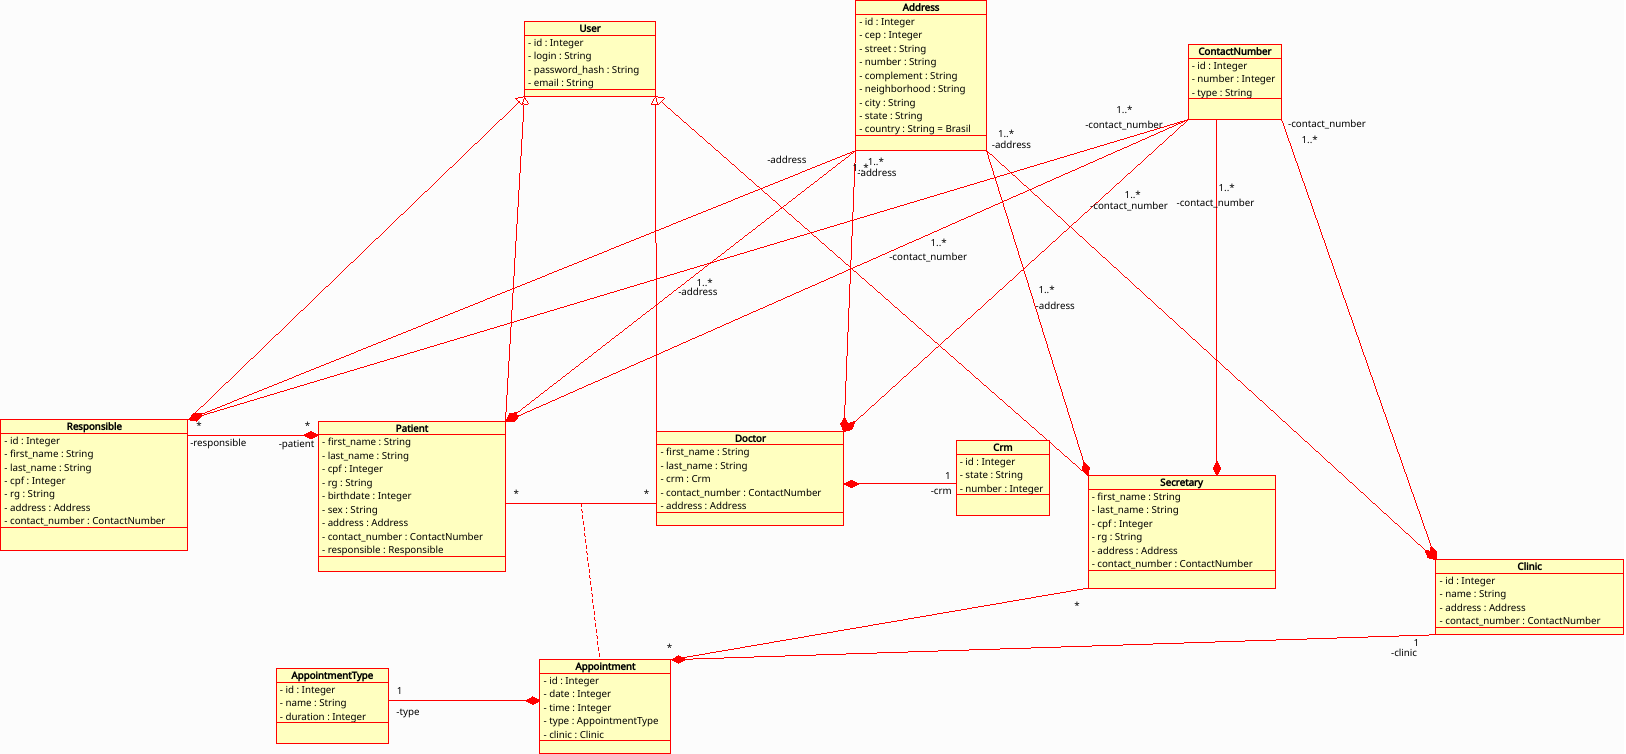 User
- id : Integer
- login : String
- password_hash : String
- email : String
Address
- id : Integer
- cep : Integer
- street : String
- number : String
- complement : String
- neighborhood : String
- city : String
- state : String
- country : String = Brasil
ContactNumber
- id : Integer
- number : Integer
- type : String
1..*
-contact_number
-contact_number
1..*
1..*
-address
-address
1..*
*
-address
1..*
-contact_number
1..*
-contact_number
1..*
-contact_number
1..*
-address
1..*
-address
Responsible
- id : Integer
- first_name : String
- last_name : String
- cpf : Integer
- rg : String
- address : Address
- contact_number : ContactNumber
*
-responsible
*
-patient
Patient
- first_name : String
- last_name : String
- cpf : Integer
- rg : String
- birthdate : Integer
- sex : String
- address : Address
- contact_number : ContactNumber
- responsible : Responsible
*
*
Doctor
- first_name : String
- last_name : String
- crm : Crm
- contact_number : ContactNumber
- address : Address
1
-crm
Crm
- id : Integer
- state : String
- number : Integer
Secretary
- first_name : String
- last_name : String
- cpf : Integer
- rg : String
- address : Address
- contact_number : ContactNumber
*
Clinic
- id : Integer
- name : String
- address : Address
- contact_number : ContactNumber
1
-clinic
*
AppointmentType
- id : Integer
- name : String
- duration : Integer
1
-type
Appointment
- id : Integer
- date : Integer
- time : Integer
- type : AppointmentType
- clinic : Clinic